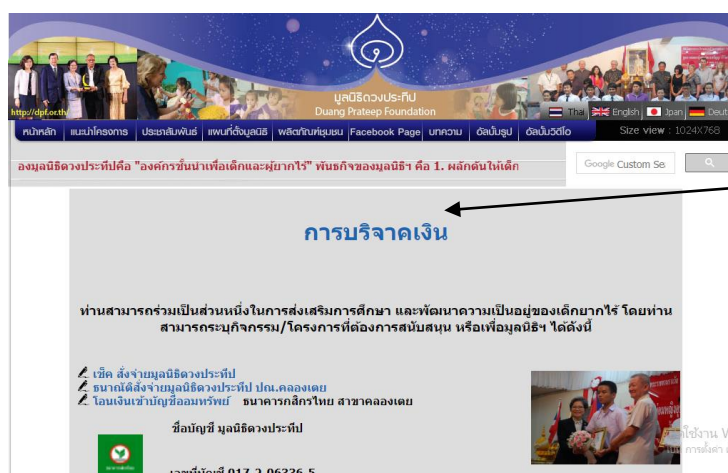 มูลนิธิดวงประทีป
Duang Prateep Foundation
http://dpf.or.th/
Thai English Japan Deut
หน้าหลัก แนะนำโครงการ ประชาสัมพันธ์ แผนที่ตั้งมูลนิธิ ผลิตภัณฑ์ชุมชน Facebook Page บทความ อัลบั้มรูป อัลบั้มวิดีโอ Size view : 1024X768
องมูลนิธิดวงประทีปคือ "องค์กรชั้นนำเพื่อเด็กและผู้ยากไร้" พันธกิจของมูลนิธิฯ คือ 1. ผลักดันให้เด็ก
Google Custom Se
การบริจาคเงิน
ท่านสามารถร่วมเป็นส่วนหนึ่งในการส่งเสริมการศึกษา และพัฒนาความเป็นอยู่ของเด็กยากไร้ โดยท่าน
สามารถระบุกิจกรรม/โครงการที่ต้องการสนับสนุน หรือเพื่อมูลนิธิฯ ได้ดังนี้
เช็ค สั่งจ่ายมูลนิธิดวงประทีป
ธนาณัติสั่งจ่ายมูลนิธิดวงประทีป ปณ.คลองเตย
โอนเงินเข้าบัญชีออมทรัพย์ ธนาคารกสิกรไทย สาขาคลองเตย
ชื่อบัญชี มูลนิธิดวงประทีป
เลขที่บัญชี 017-2-06336-5